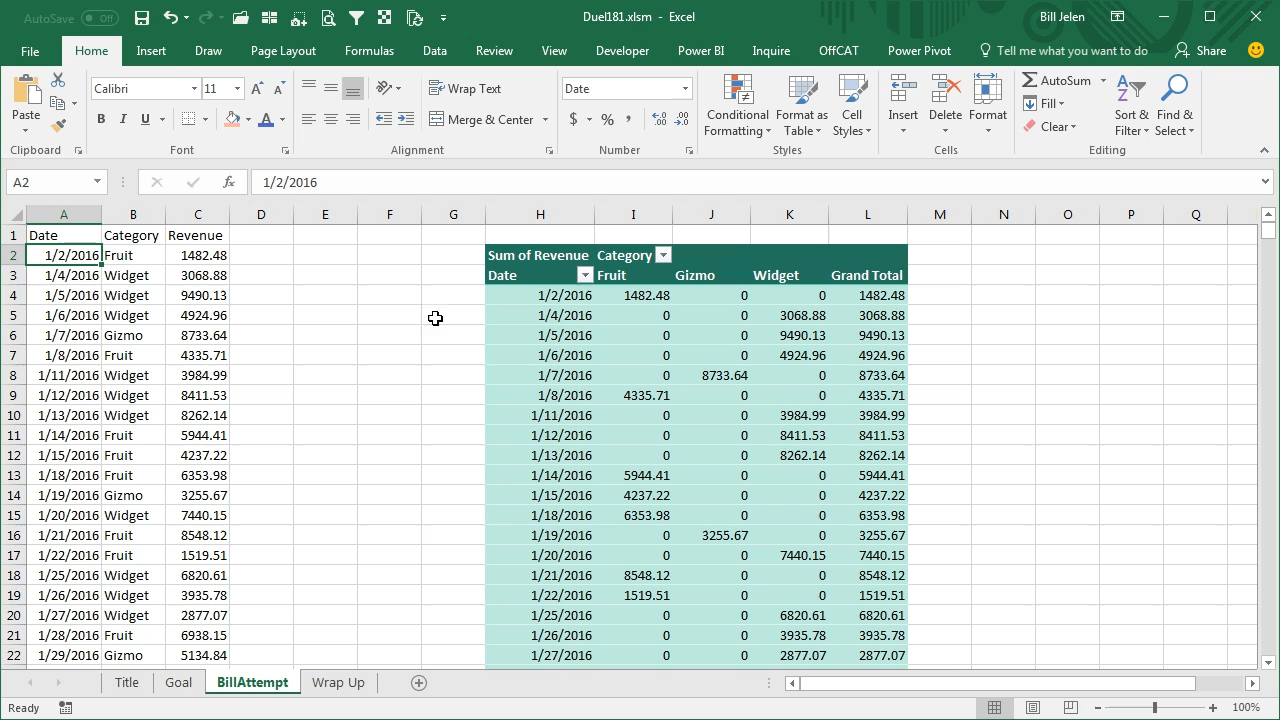 AutoSave Off Duel181.xlsm - Excel Bill Jelen
File Home Insert Draw Page Layout Formulas Data Review View Developer Power BI Inquire OffCAT Power Pivot Tell me what you want to do Share
Calibri 11 Wrap Text Date AutoSum
Paste B I U Merge & Center $ % Conditional Formatting Format as Table Cell Styles Insert Delete Format Fill Clear Sort & Filter Find & Select
Clipboard Font Alignment Number Styles Cells Editing
A2 fx 1/2/2016
A B C D E F G H I J K L M N O P Q
1 Date Category Revenue
2 1/2/2016 Fruit 1482.48 Sum of Revenue Category
3 1/4/2016 Widget 3068.88 Date Fruit Gizmo Widget Grand Total
4 1/5/2016 Widget 9490.13 1/2/2016 1482.48 0 0 1482.48
5 1/6/2016 Widget 4924.96 1/4/2016 0 0 3068.88 3068.88
6 1/7/2016 Gizmo 8733.64 1/5/2016 0 0 9490.13 9490.13
7 1/8/2016 Fruit 4335.71 1/6/2016 0 0 4924.96 4924.96
8 1/11/2016 Widget 3984.99 1/7/2016 0 8733.64 0 8733.64
9 1/12/2016 Widget 8411.53 1/8/2016 4335.71 0 0 4335.71
10 1/13/2016 Widget 8262.14 1/11/2016 0 0 3984.99 3984.99
11 1/14/2016 Fruit 5944.41 1/12/2016 0 0 8411.53 8411.53
12 1/15/2016 Fruit 4237.22 1/13/2016 0 0 8262.14 8262.14
13 1/18/2016 Fruit 6353.98 1/14/2016 5944.41 0 0 5944.41
14 1/19/2016 Gizmo 3255.67 1/15/2016 4237.22 0 0 4237.22
15 1/20/2016 Widget 7440.15 1/18/2016 6353.98 0 0 6353.98
16 1/21/2016 Fruit 8548.12 1/19/2016 0 3255.67 0 3255.67
17 1/22/2016 Fruit 1519.51 1/20/2016 0 0 7440.15 7440.15
18 1/25/2016 Widget 6820.61 1/21/2016 8548.12 0 0 8548.12
19 1/26/2016 Widget 3935.78 1/22/2016 1519.51 0 0 1519.51
20 1/27/2016 Widget 2877.07 1/25/2016 0 0 6820.61 6820.61
21 1/28/2016 Fruit 6938.15 1/26/2016 0 0 3935.78 3935.78
22 1/29/2016 Gizmo 5134.84 1/27/2016 0 0 2877.07 2877.07
Title Goal BillAttempt Wrap Up
Ready 100%